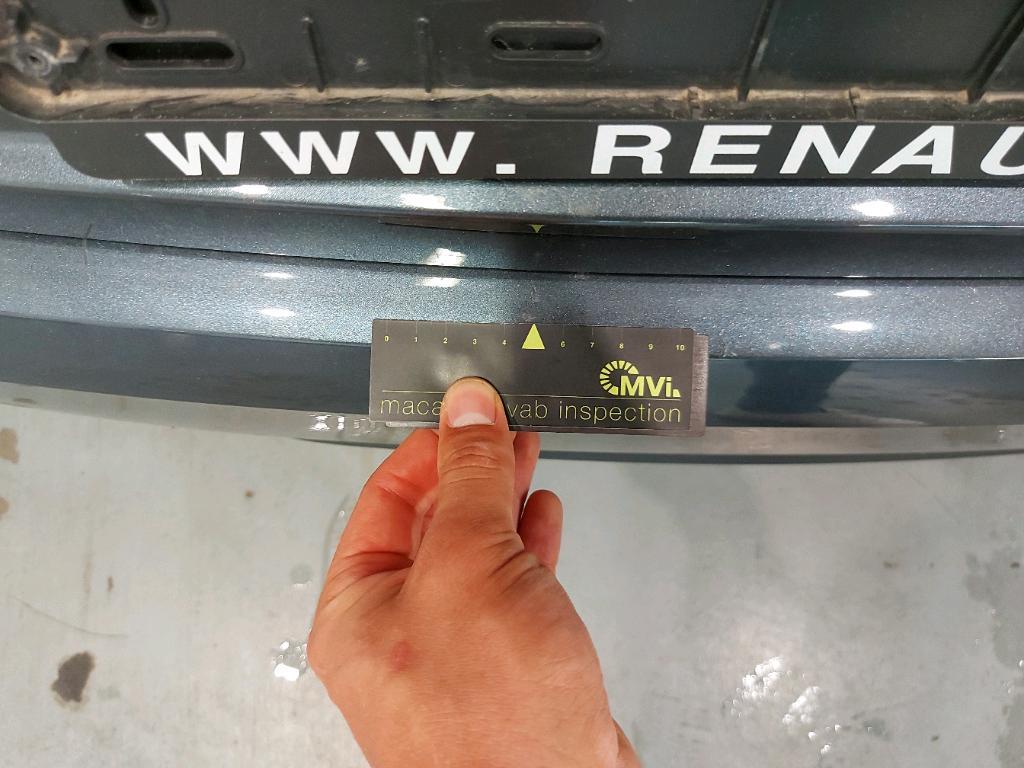 WWW. RENAU
0 1 2 3 4 6 7 8 9 10
MVi
maca vab inspection